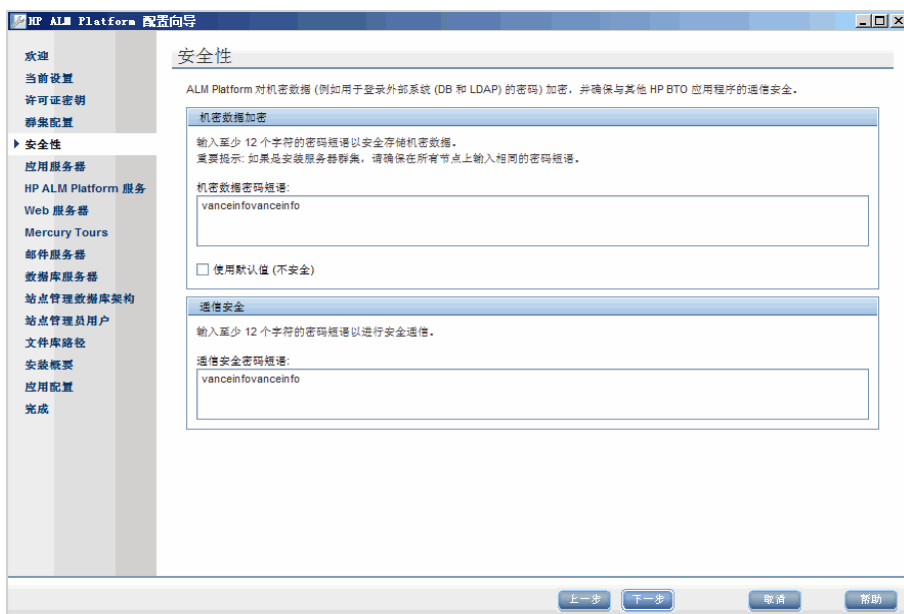 HP ALM Platform 配置向导
欢迎
当前设置
许可证密钥
群集配置
安全性
应用服务器
HP ALM Platform 服务
Web 服务器
Mercury Tours
邮件服务器
数据库服务器
站点管理数据库架构
站点管理员用户
文件库路径
安装概要
应用配置
完成
安全性
ALM Platform 对机密数据 (例如用于登录外部系统 (DB 和 LDAP) 的密码) 加密，并确保与其他 HP BTO 应用程序的通信安全。
机密数据加密
输入至少 12 个字符的密码短语以安全存储机密数据。
重要提示: 如果是安装服务器群集，请确保在所有节点上输入相同的密码短语。
机密数据密码短语:
vanceinfovanceinfo
使用默认值 (不安全)
通信安全
输入至少 12 个字符的密码短语以进行安全通信。
通信安全密码短语:
vanceinfovanceinfo
上一步
下一步
取消
帮助